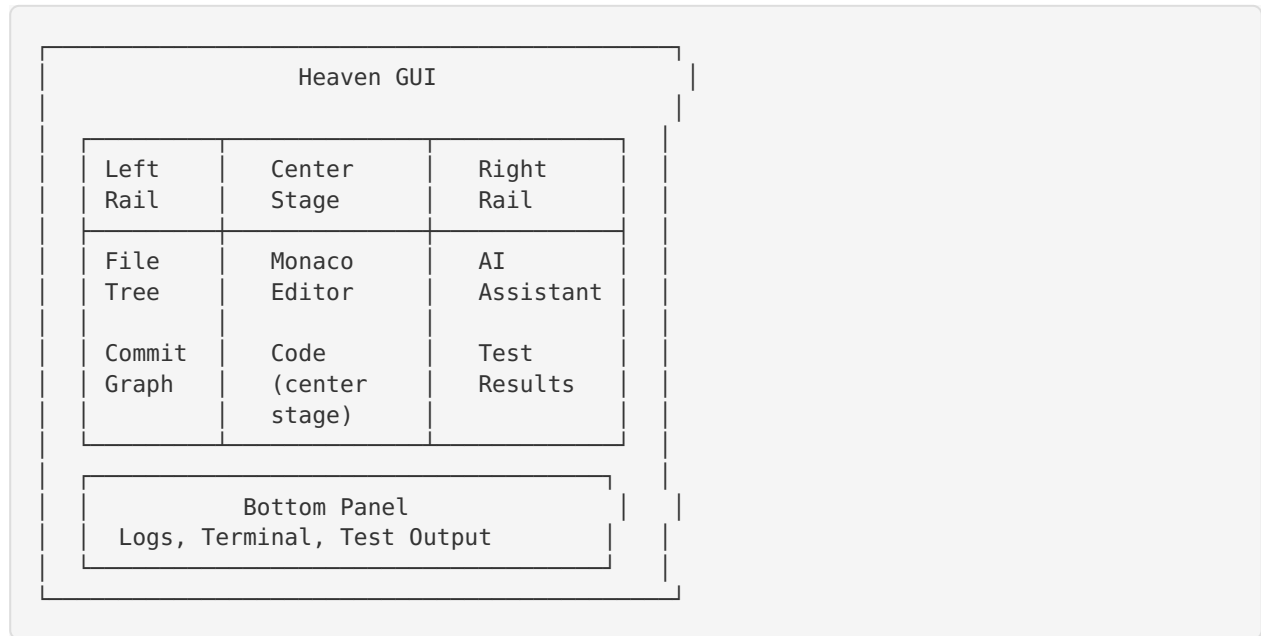 Heaven GUI
Left Center Right
Rail Stage Rail
File Monaco AI
Tree Editor Assistant
Commit Code Test
Graph (center Results
stage)
Bottom Panel
Logs, Terminal, Test Output